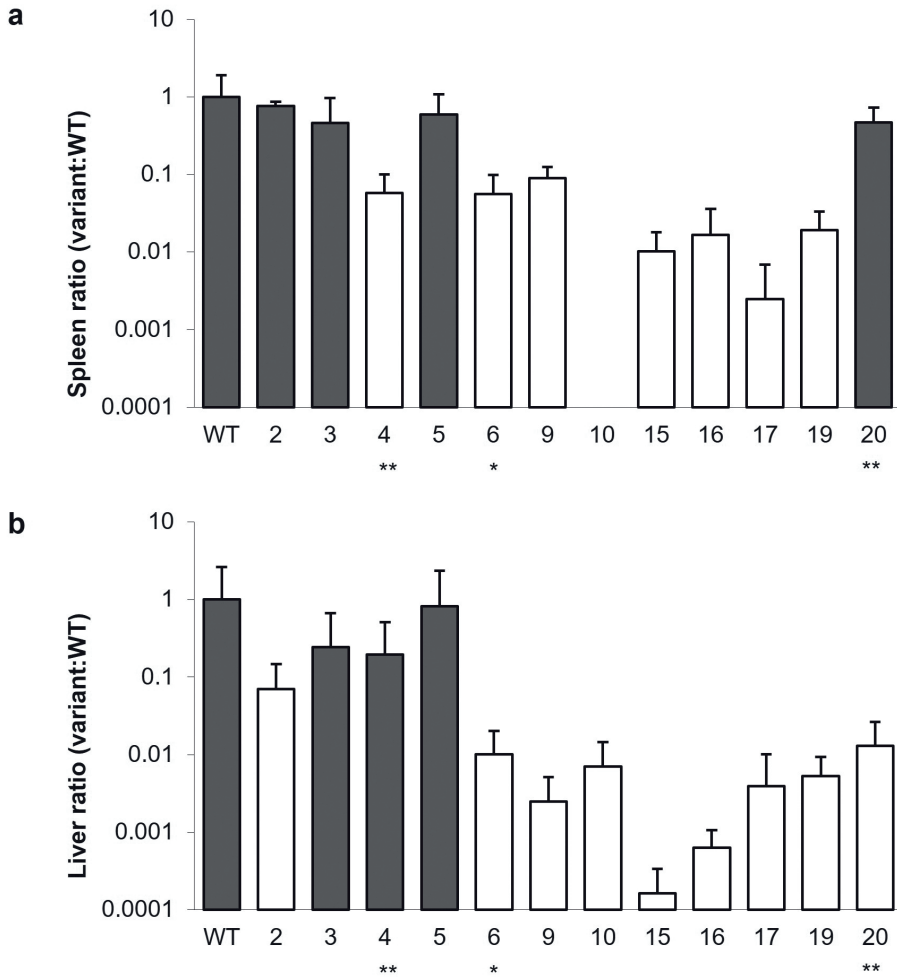 a
Spleen ratio (variant:WT)
10
1
0.1
0.01
0.001
0.0001
WT 2 3 4 5 6 9 10 15 16 17 19 20
** * **
b
Liver ratio (variant:WT)
10
1
0.1
0.01
0.001
0.0001
WT 2 3 4 5 6 9 10 15 16 17 19 20
** * **